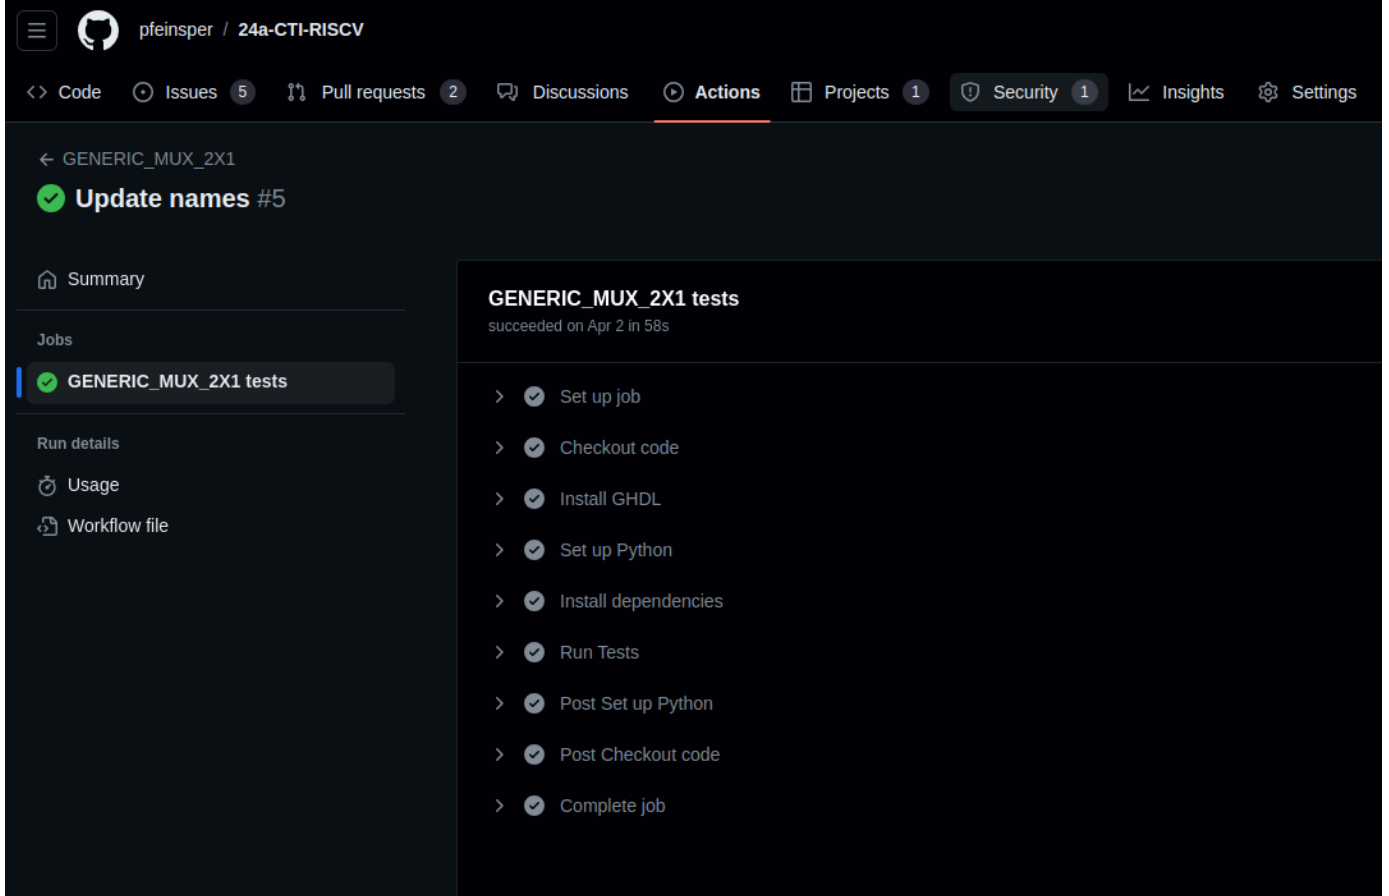 pfeinsper / 24a-CTI-RISCV
Code Issues 5 Pull requests 2 Discussions Actions Projects 1 Security 1 Insights Settings
GENERIC_MUX_2X1
Update names #5
Summary
Jobs
GENERIC_MUX_2X1 tests
Run details
Usage
Workflow file
GENERIC_MUX_2X1 tests
succeeded on Apr 2 in 58s
Set up job
Checkout code
Install GHDL
Set up Python
Install dependencies
Run Tests
Post Set up Python
Post Checkout code
Complete job